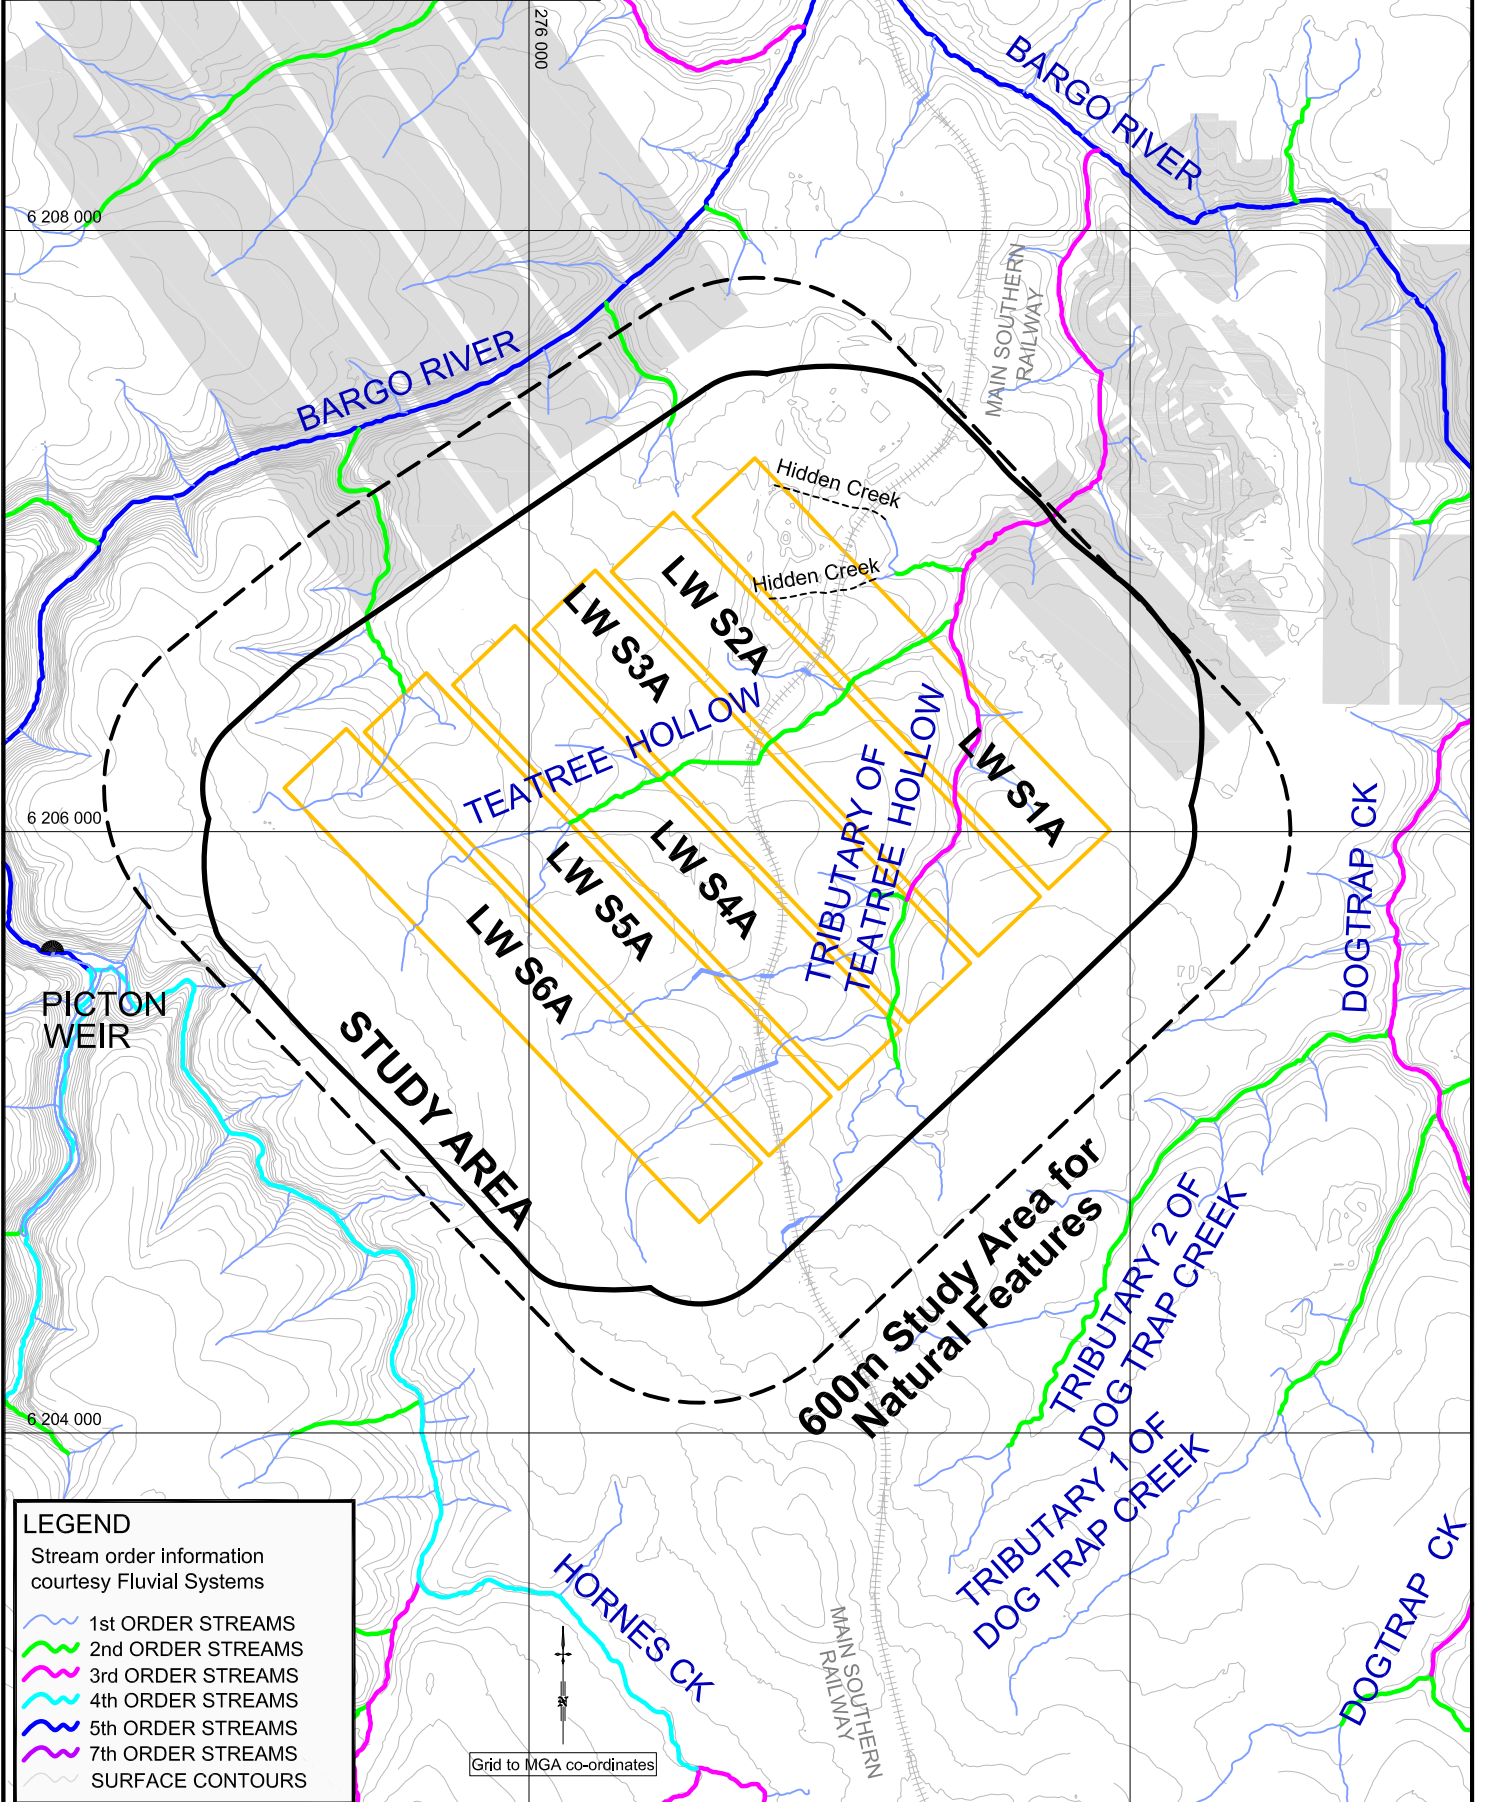 276 000
BARGO RIVER
6 208 000
MAIN SOUTHERN
RAILWAY
BARGO RIVER
Hidden Creek
Hidden Creek
LW S2A
LW S3A
TEATREE HOLLOW
LW S1A
TRIBUTARY OF
TEATREE HOLLOW
6 206 000
LW S4A
LW S5A
LW S6A
DOGTRAP CK
PICTON
WEIR
STUDY AREA
600m Study Area for
Natural Features
TRIBUTARY 2 OF
DOG TRAP CREEK
6 204 000
TRIBUTARY 1 OF
DOG TRAP CREEK
HORNES CK
DOGTRAP CK
MAIN SOUTHERN
RAILWAY
N
Grid to MGA co-ordinates
LEGEND
Stream order information
courtesy Fluvial Systems
1st ORDER STREAMS
2nd ORDER STREAMS
3rd ORDER STREAMS
4th ORDER STREAMS
5th ORDER STREAMS
7th ORDER STREAMS
SURFACE CONTOURS